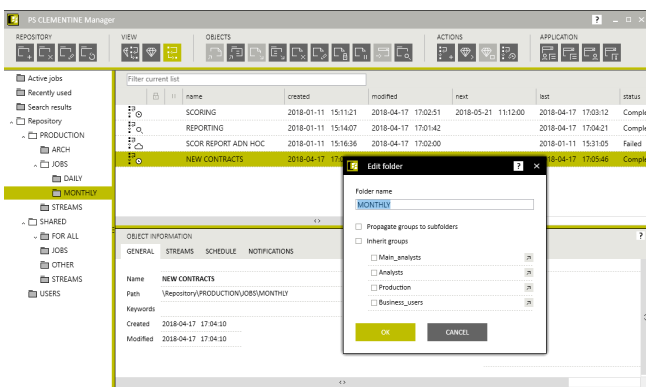 PS CLEMENTINE Manager
REPOSITORY VIEW OBJECTS ACTIONS APPLICATION
Active jobs
Recently used
Search results
Repository
PRODUCTION
ARCH
JOBS
DAILY
MONTHLY
STREAMS
SHARED
FOR ALL
JOBS
OTHER
STREAMS
USERS
Filter current list
name created modified next last status
SCORING 2018-01-11 15:11:21 2018-04-17 17:02:51 2018-05-21 11:12:00 2018-04-17 17:03:12 Comple
REPORTING 2018-01-11 15:14:07 2018-04-17 17:01:42 2018-04-17 17:04:21 Comple
SCOR REPORT ADN HOC 2018-01-11 15:16:36 2018-04-17 17:02:00 2018-01-11 15:31:05 Failed
NEW CONTRACTS 2018-04-17 17:0 18-04-17 17:05:46 Comple
OBJECT INFORMATION ?
GENERAL STREAMS SCHEDULE NOTIFICATIONS
Name NEW CONTRACTS
Path \Repository\PRODUCTION\JOBS\MONTHLY
Keywords
Created 2018-04-17 17:04:10
Modified 2018-04-17 17:04:10
Edit folder ?
Folder name
MONTHLY
Propagate groups to subfolders
Inherit groups
Main_analysts
Analysts
Production
Business_users
OK CANCEL